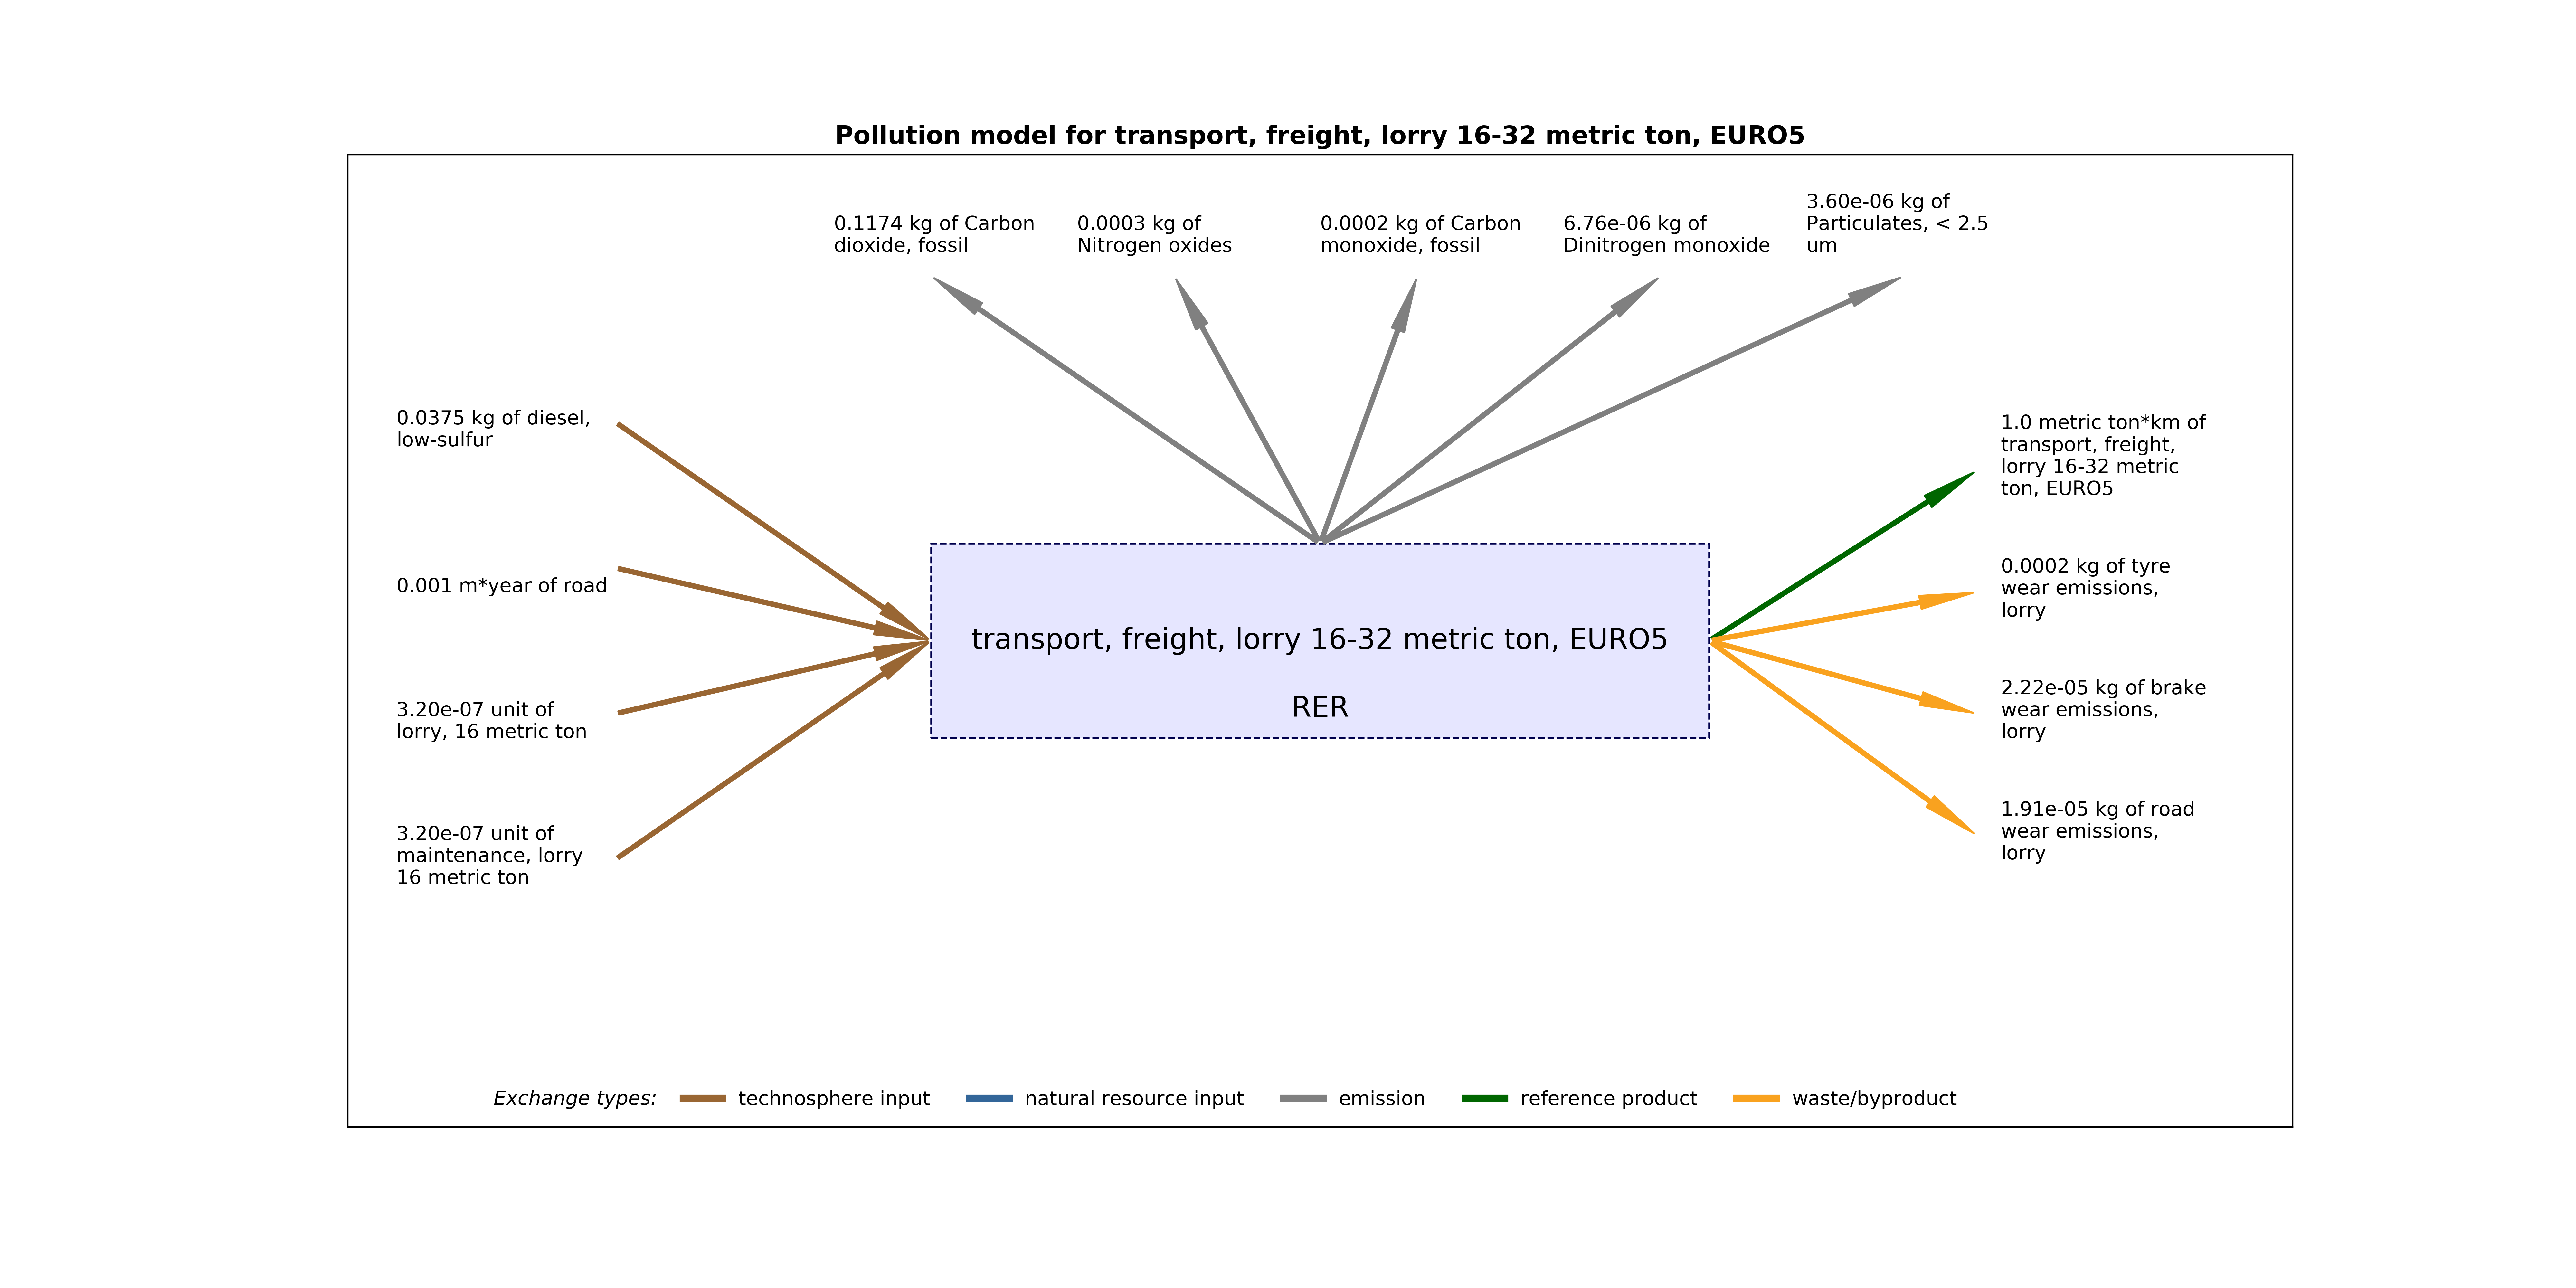 Pollution model for transport, freight, lorry 16-32 metric ton, EURO5
0.1174 kg of Carbon
dioxide, fossil
0.0003 kg of
Nitrogen oxides
0.0002 kg of Carbon
monoxide, fossil
6.76e-06 kg of
Dinitrogen monoxide
3.60e-06 kg of
Particulates, < 2.5
um
0.0375 kg of diesel,
low-sulfur
0.001 m*year of road
3.20e-07 unit of
lorry, 16 metric ton
3.20e-07 unit of
maintenance, lorry
16 metric ton
transport, freight, lorry 16-32 metric ton, EURO5
RER
1.0 metric ton*km of
transport, freight,
lorry 16-32 metric
ton, EURO5
0.0002 kg of tyre
wear emissions,
lorry
2.22e-05 kg of brake
wear emissions,
lorry
1.91e-05 kg of road
wear emissions,
lorry
Exchange types: technosphere input natural resource input emission reference product waste/byproduct